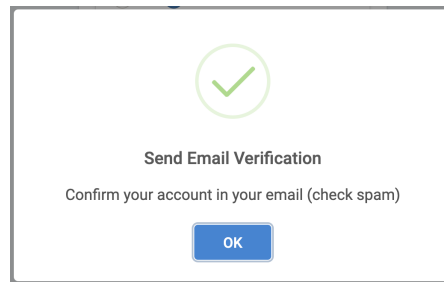 Send Email Verification
Confirm your account in your email (check spam)
OK